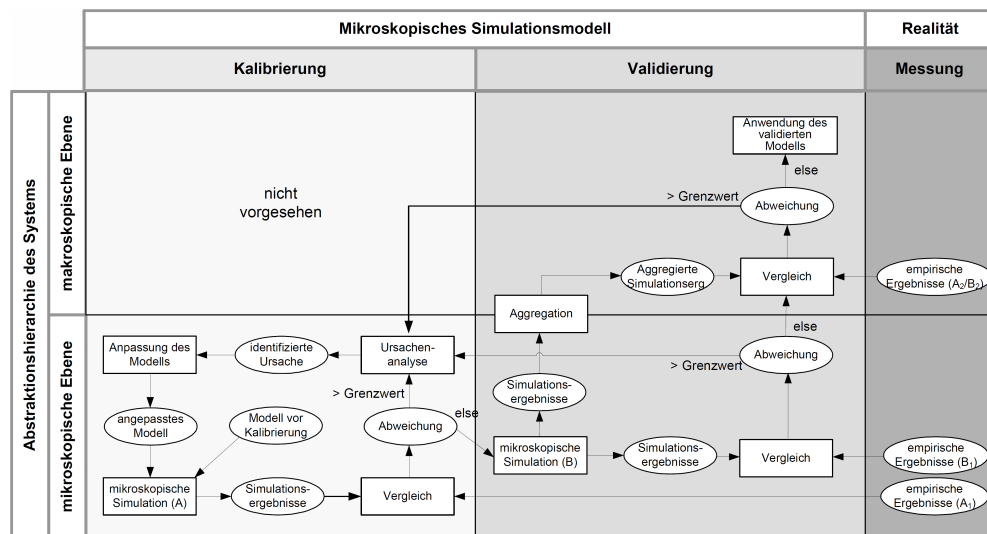 Mikroskopisches Simulationsmodell
Realität
Kalibrierung
Validierung
Messung
Abstraktionshierarchie des Systems
makroskopische Ebene
mikroskopische Ebene
nicht
vorgesehen
Anwendung des
validierten
Modells
else
> Grenzwert
Abweichung
Aggregierte
Simulationserg
Vergleich
empirische
Ergebnisse (A2/B2)
Aggregation
else
Anpassung des
Modells
identifizierte
Ursache
Ursachen-
analyse
Abweichung
> Grenzwert
> Grenzwert
Simulations-
ergebnisse
else
angepasstes
Modell
Modell vor
Kalibrierung
Abweichung
mikroskopische
Simulation (B)
Simulations-
ergebnisse
Vergleich
empirische
Ergebnisse (B1)
mikroskopische
Simulation (A)
Simulations-
ergebnisse
Vergleich
empirische
Ergebnisse (A1)